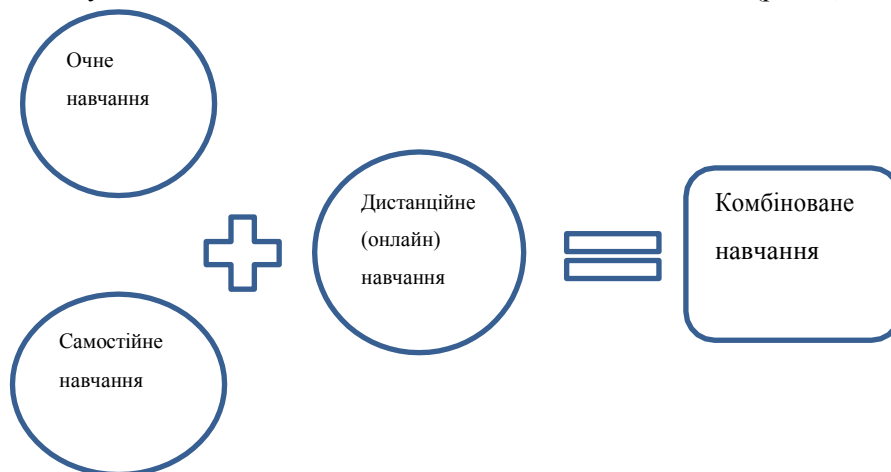 Очне
навчання
Дистанційне
(онлайн)
навчання
Комбіноване
навчання
Самостійне
навчання